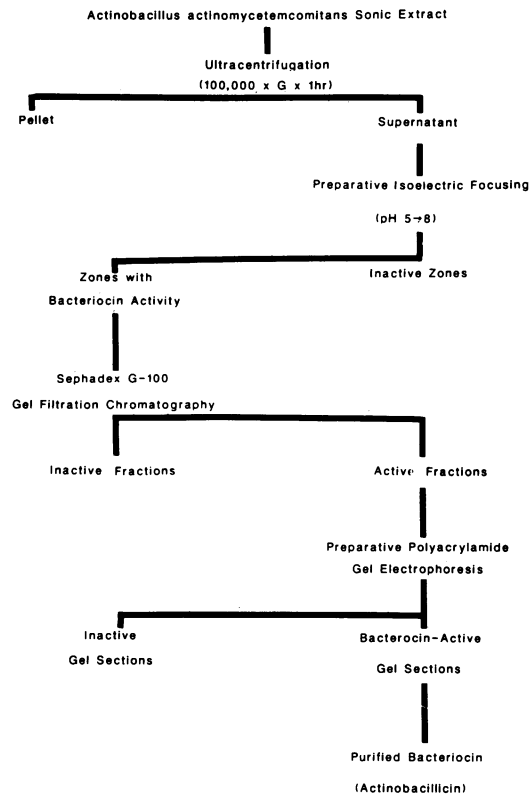 Actinobacillus actinomycetemcomitans Sonic Extract
Ultracentrifugation
(100,000 x G x 1hr)
Pellet
Supernatant
Preparative Isoelectric Focusing
(pH 5→8)
Zones with
Bacteriocin Activity
Inactive Zones
Sephadex G-100
Gel Filtration Chromatography
Inactive Fractions
Active Fractions
Preparative Polyacrylamide
Gel Electrophoresis
Inactive
Gel Sections
Bacterocin-Active
Gel Sections
Purified Bacteriocin
(Actinobacillicin)